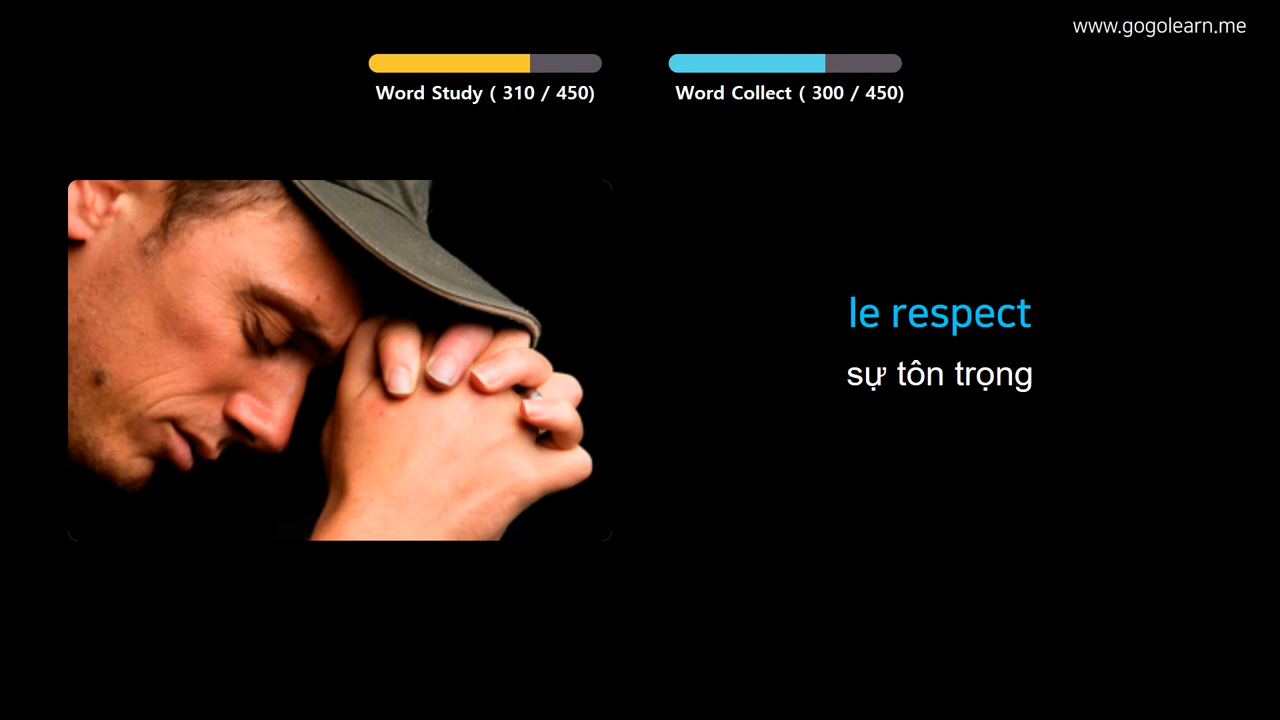 www.gogolearn.me
Word Study ( 310 / 450)
Word Collect ( 300 / 450)
le respect
sự tôn trọng